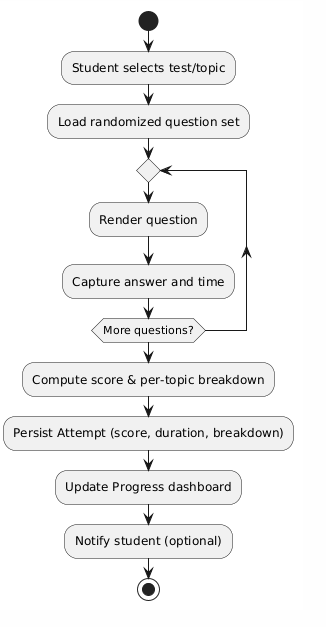 Student selects test/topic
Load randomized question set
Render question
Capture answer and time
More questions?
Compute score & per-topic breakdown
Persist Attempt (score, duration, breakdown)
Update Progress dashboard
Notify student (optional)